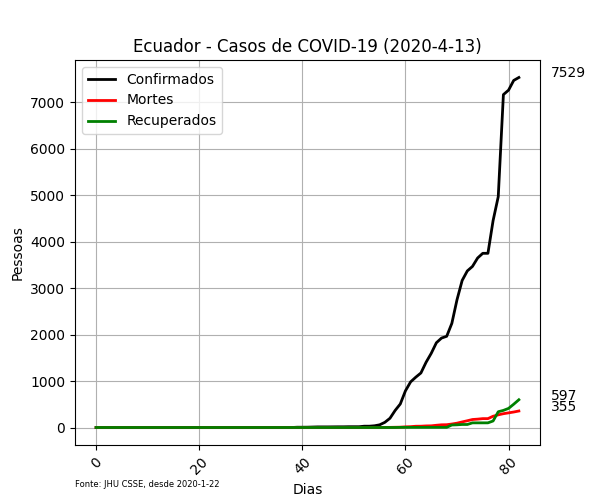 Ecuador - Casos de COVID-19 (2020-4-13)
Confirmados
Mortes
Recuperados
7529
7000
6000
5000
4000
3000
2000
1000
0
Pessoas
597
355
0 20 40 60 80
Dias
Fonte: JHU CSSE, desde 2020-1-22